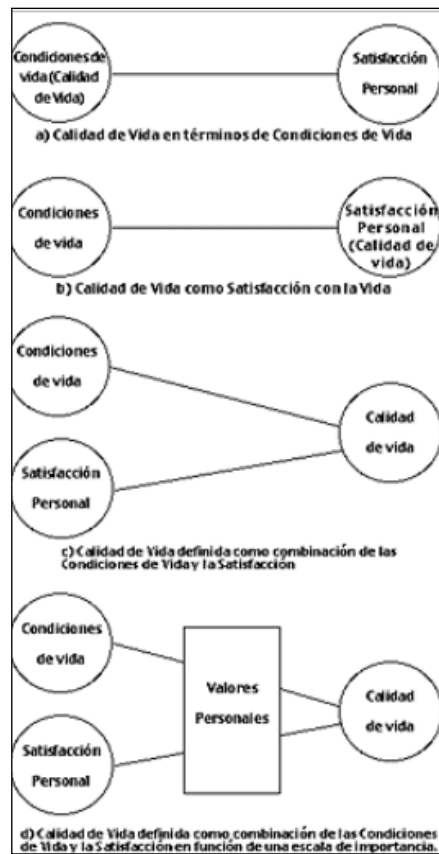 Condiciones de
vida (Calidad
de Vida)
Satisfacción
Personal
a) Calidad de Vida en términos de Condiciones de Vida
Condiciones
de vida
Satisfacción
Personal
(Calidad de
vida)
b) Calidad de Vida como Satisfacción con la Vida
Condiciones
de vida
Satisfacción
Personal
Calidad
de vida
c) Calidad de Vida definida como combinación de las
Condiciones de Vida y la Satisfacción
Condiciones
de vida
Satisfacción
Personal
Valores
Personales
Calidad
de vida
d) Calidad de Vida definida como combinación de las Condiciones
de Vida y la Satisfacción en función de una escala de importancia.